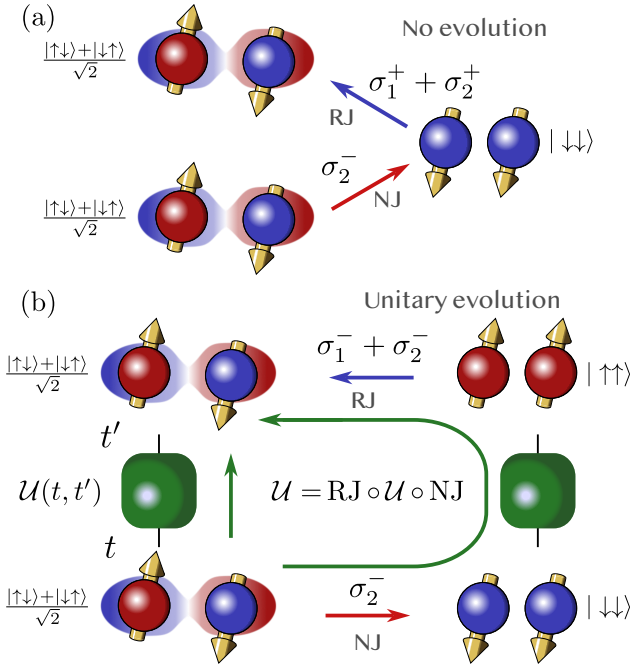 (a)
No evolution
|↑↓⟩+|↓↑⟩
√2
σ₁⁺ + σ₂⁺
RJ
| ↓↓⟩
σ₂⁻
NJ
|↑↓⟩+|↓↑⟩
√2
(b)
Unitary evolution
|↑↓⟩+|↓↑⟩
√2
σ₁⁻ + σ₂⁻
RJ
| ↑↑⟩
t′
𝒰(t, t′)
𝒰 = RJ ∘ 𝒰 ∘ NJ
t
|↑↓⟩+|↓↑⟩
√2
σ₂⁻
NJ
| ↓↓⟩